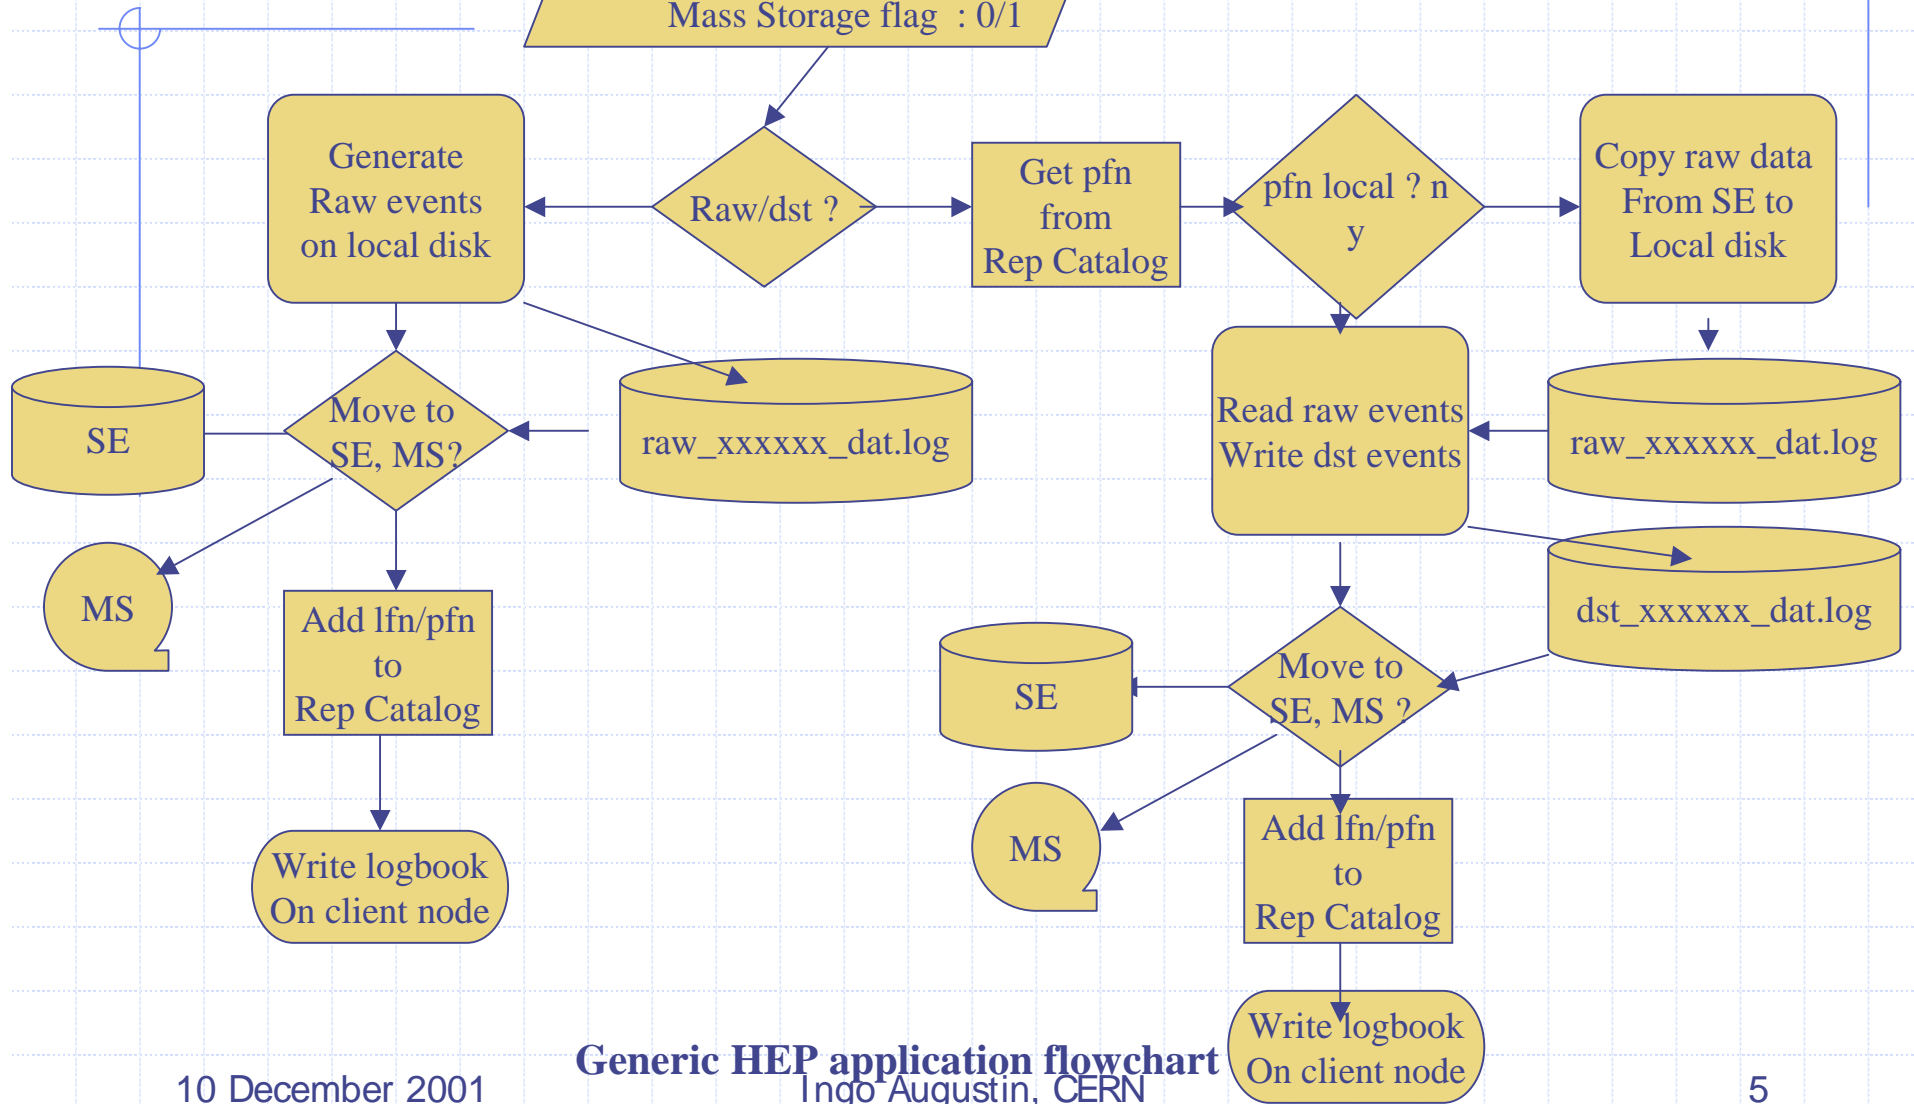 Mass Storage flag : 0/1
Generate
Raw events
on local disk
Raw/dst ?
Get pfn
from
Rep Catalog
pfn local ? n
y
Copy raw data
From SE to
Local disk
SE
Move to
SE, MS?
raw_xxxxxx_dat.log
Read raw events
Write dst events
raw_xxxxxx_dat.log
MS
Add lfn/pfn
to
Rep Catalog
dst_xxxxxx_dat.log
SE
Move to
SE, MS ?
MS
Add lfn/pfn
to
Rep Catalog
Write logbook
On client node
Write logbook
On client node
Generic HEP application flowchart
10 December 2001
Ingo Augustin, CERN
5